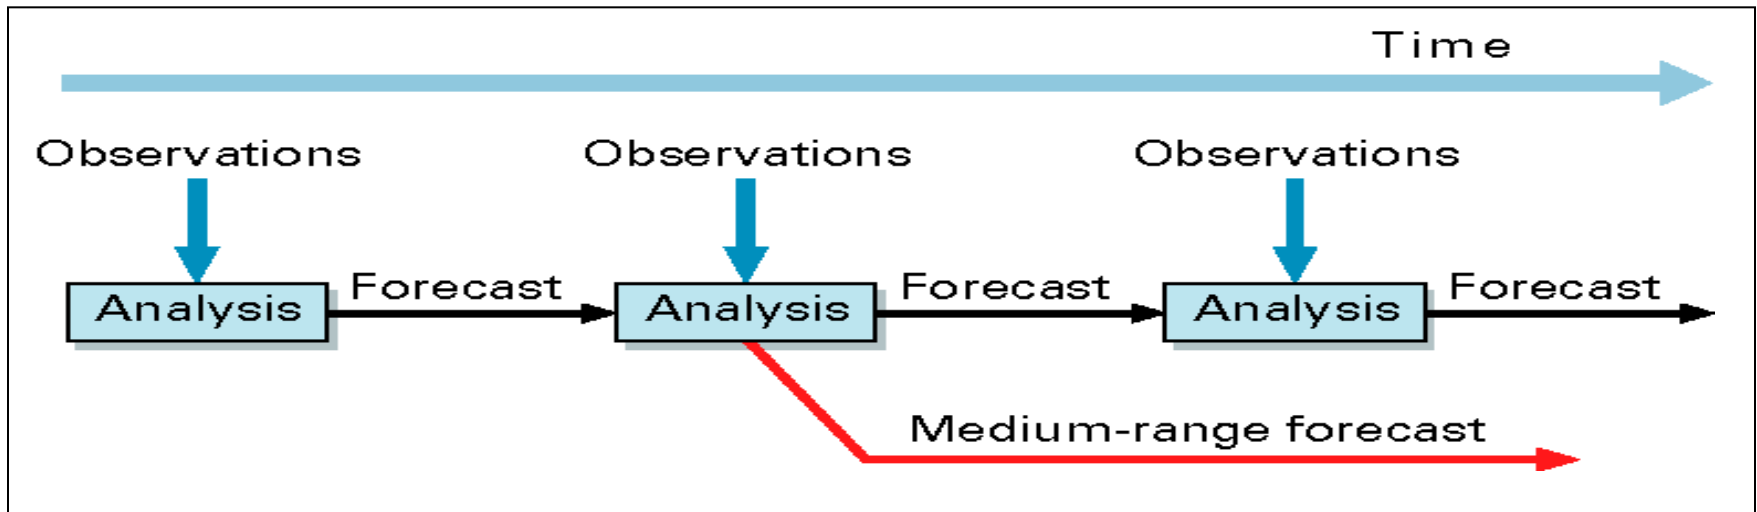 Time
Observations Observations Observations
Forecast Forecast Forecast
Analysis Analysis Analysis
Medium-range forecast